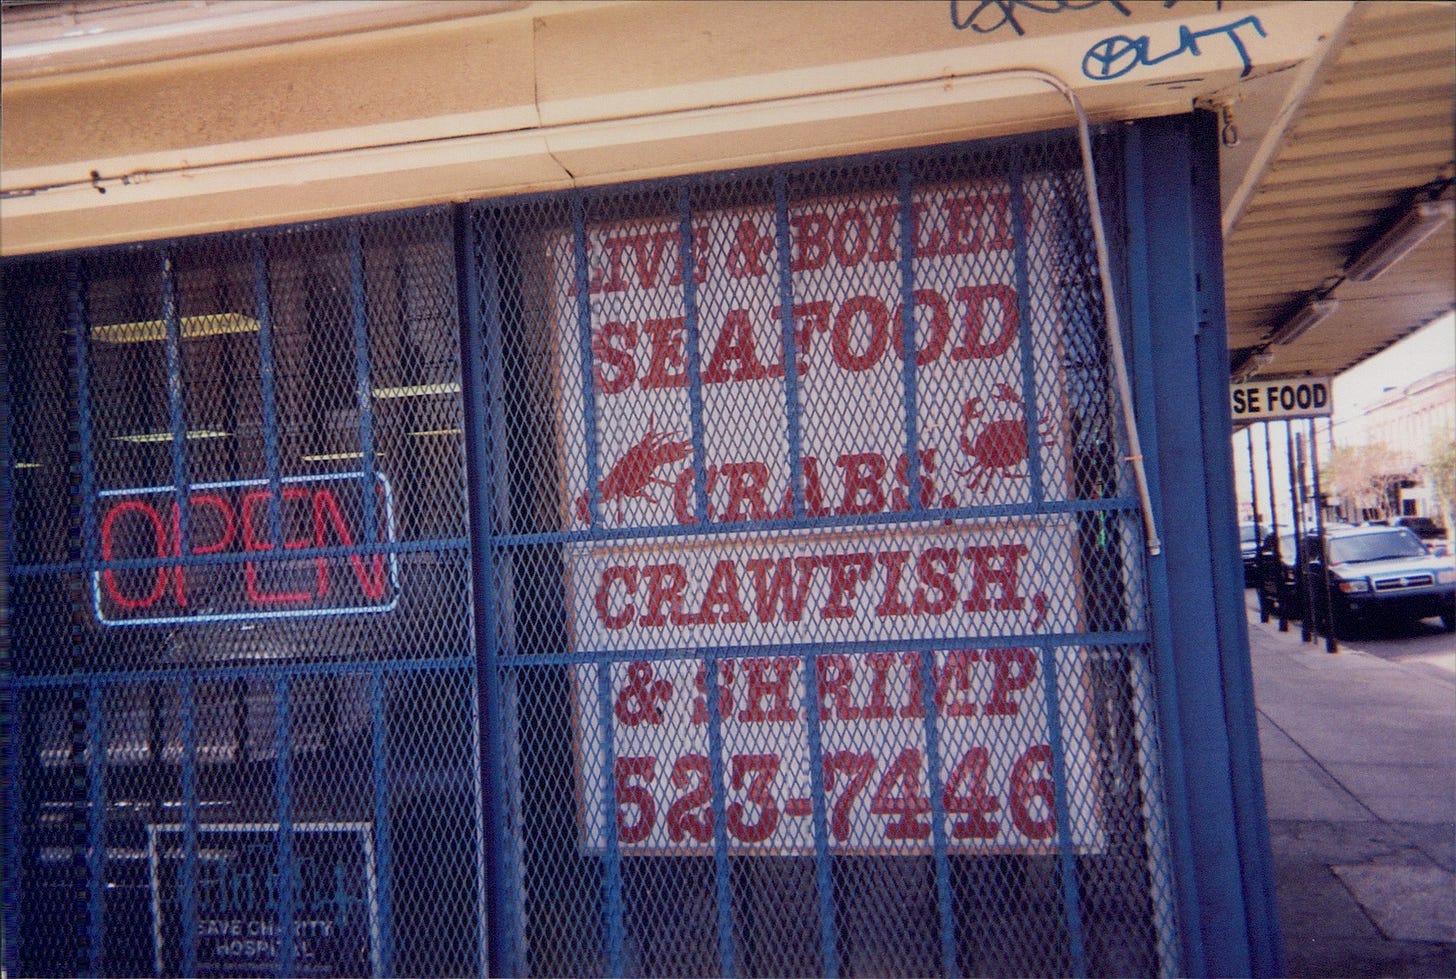 OUT
LIVE & BOILED
SEAFOOD
CRABS,
CRAWFISH,
& SHRIMP
523-7446
SE FOOD
OPEN
SAVE CHARITY
HOSPITAL